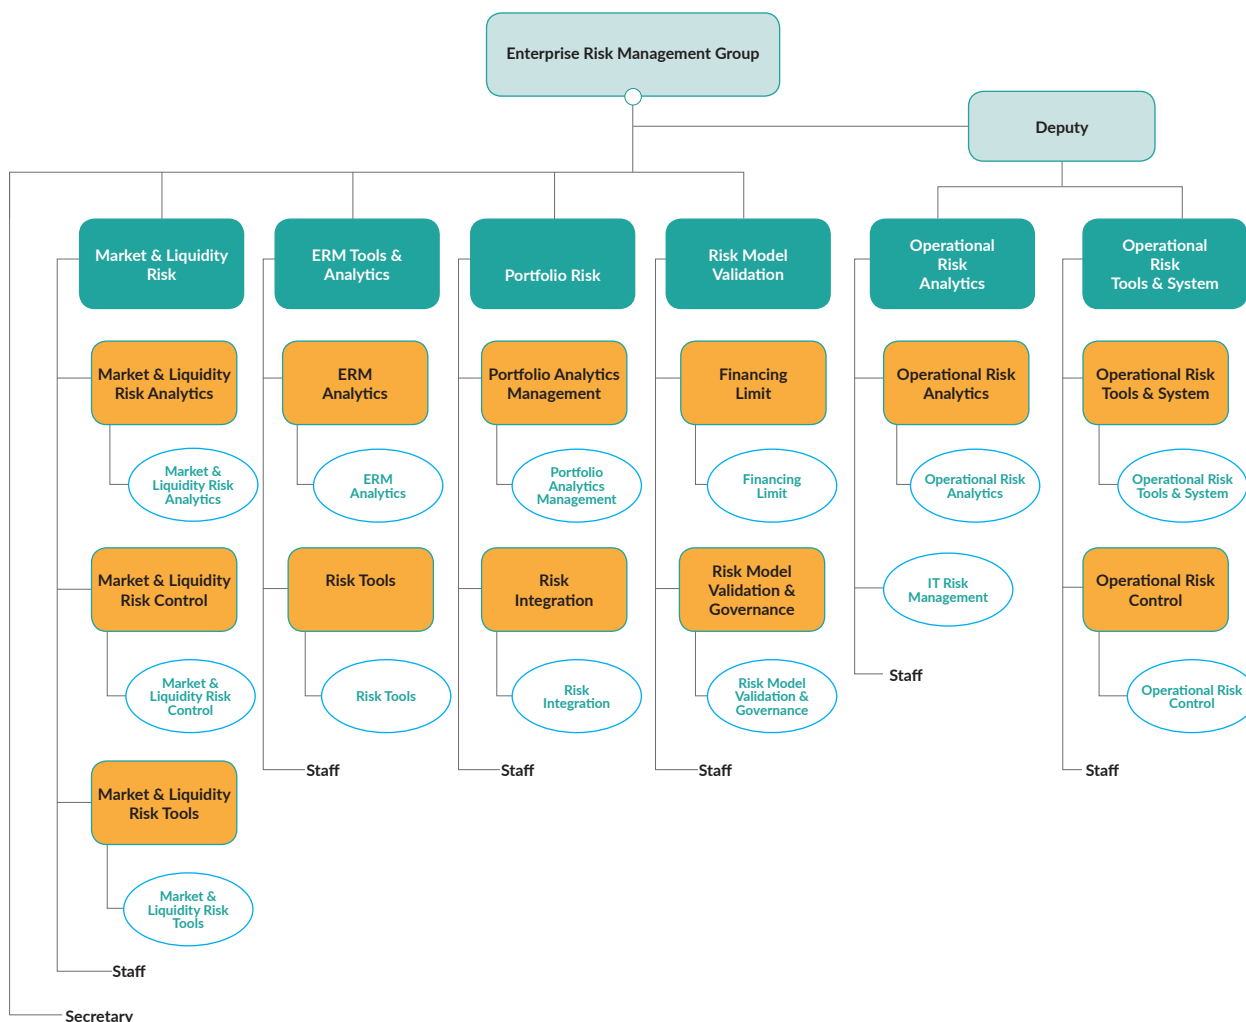 Enterprise Risk Management Group
Deputy
Market & Liquidity
Risk
ERM Tools &
Analytics
Portfolio Risk
Risk Model
Validation
Operational
Risk
Analytics
Operational
Risk
Tools & System
Market & Liquidity
Risk Analytics
ERM
Analytics
Portfolio Analytics
Management
Financing
Limit
Operational Risk
Analytics
Operational Risk
Tools & System
Market &
Liquidity Risk
Analytics
ERM
Analytics
Portfolio
Analytics
Management
Financing
Limit
Operational Risk
Analytics
Operational Risk
Tools & System
Market & Liquidity
Risk Control
Risk Tools
Risk
Integration
Risk Model
Validation &
Governance
IT Risk
Management
Operational Risk
Control
Market &
Liquidity Risk
Control
Risk Tools
Risk
Integration
Risk Model
Validation &
Governance
Staff
Operational Risk
Control
Staff
Staff
Staff
Staff
Market & Liquidity
Risk Tools
Market &
Liquidity Risk
Tools
Staff
Secretary